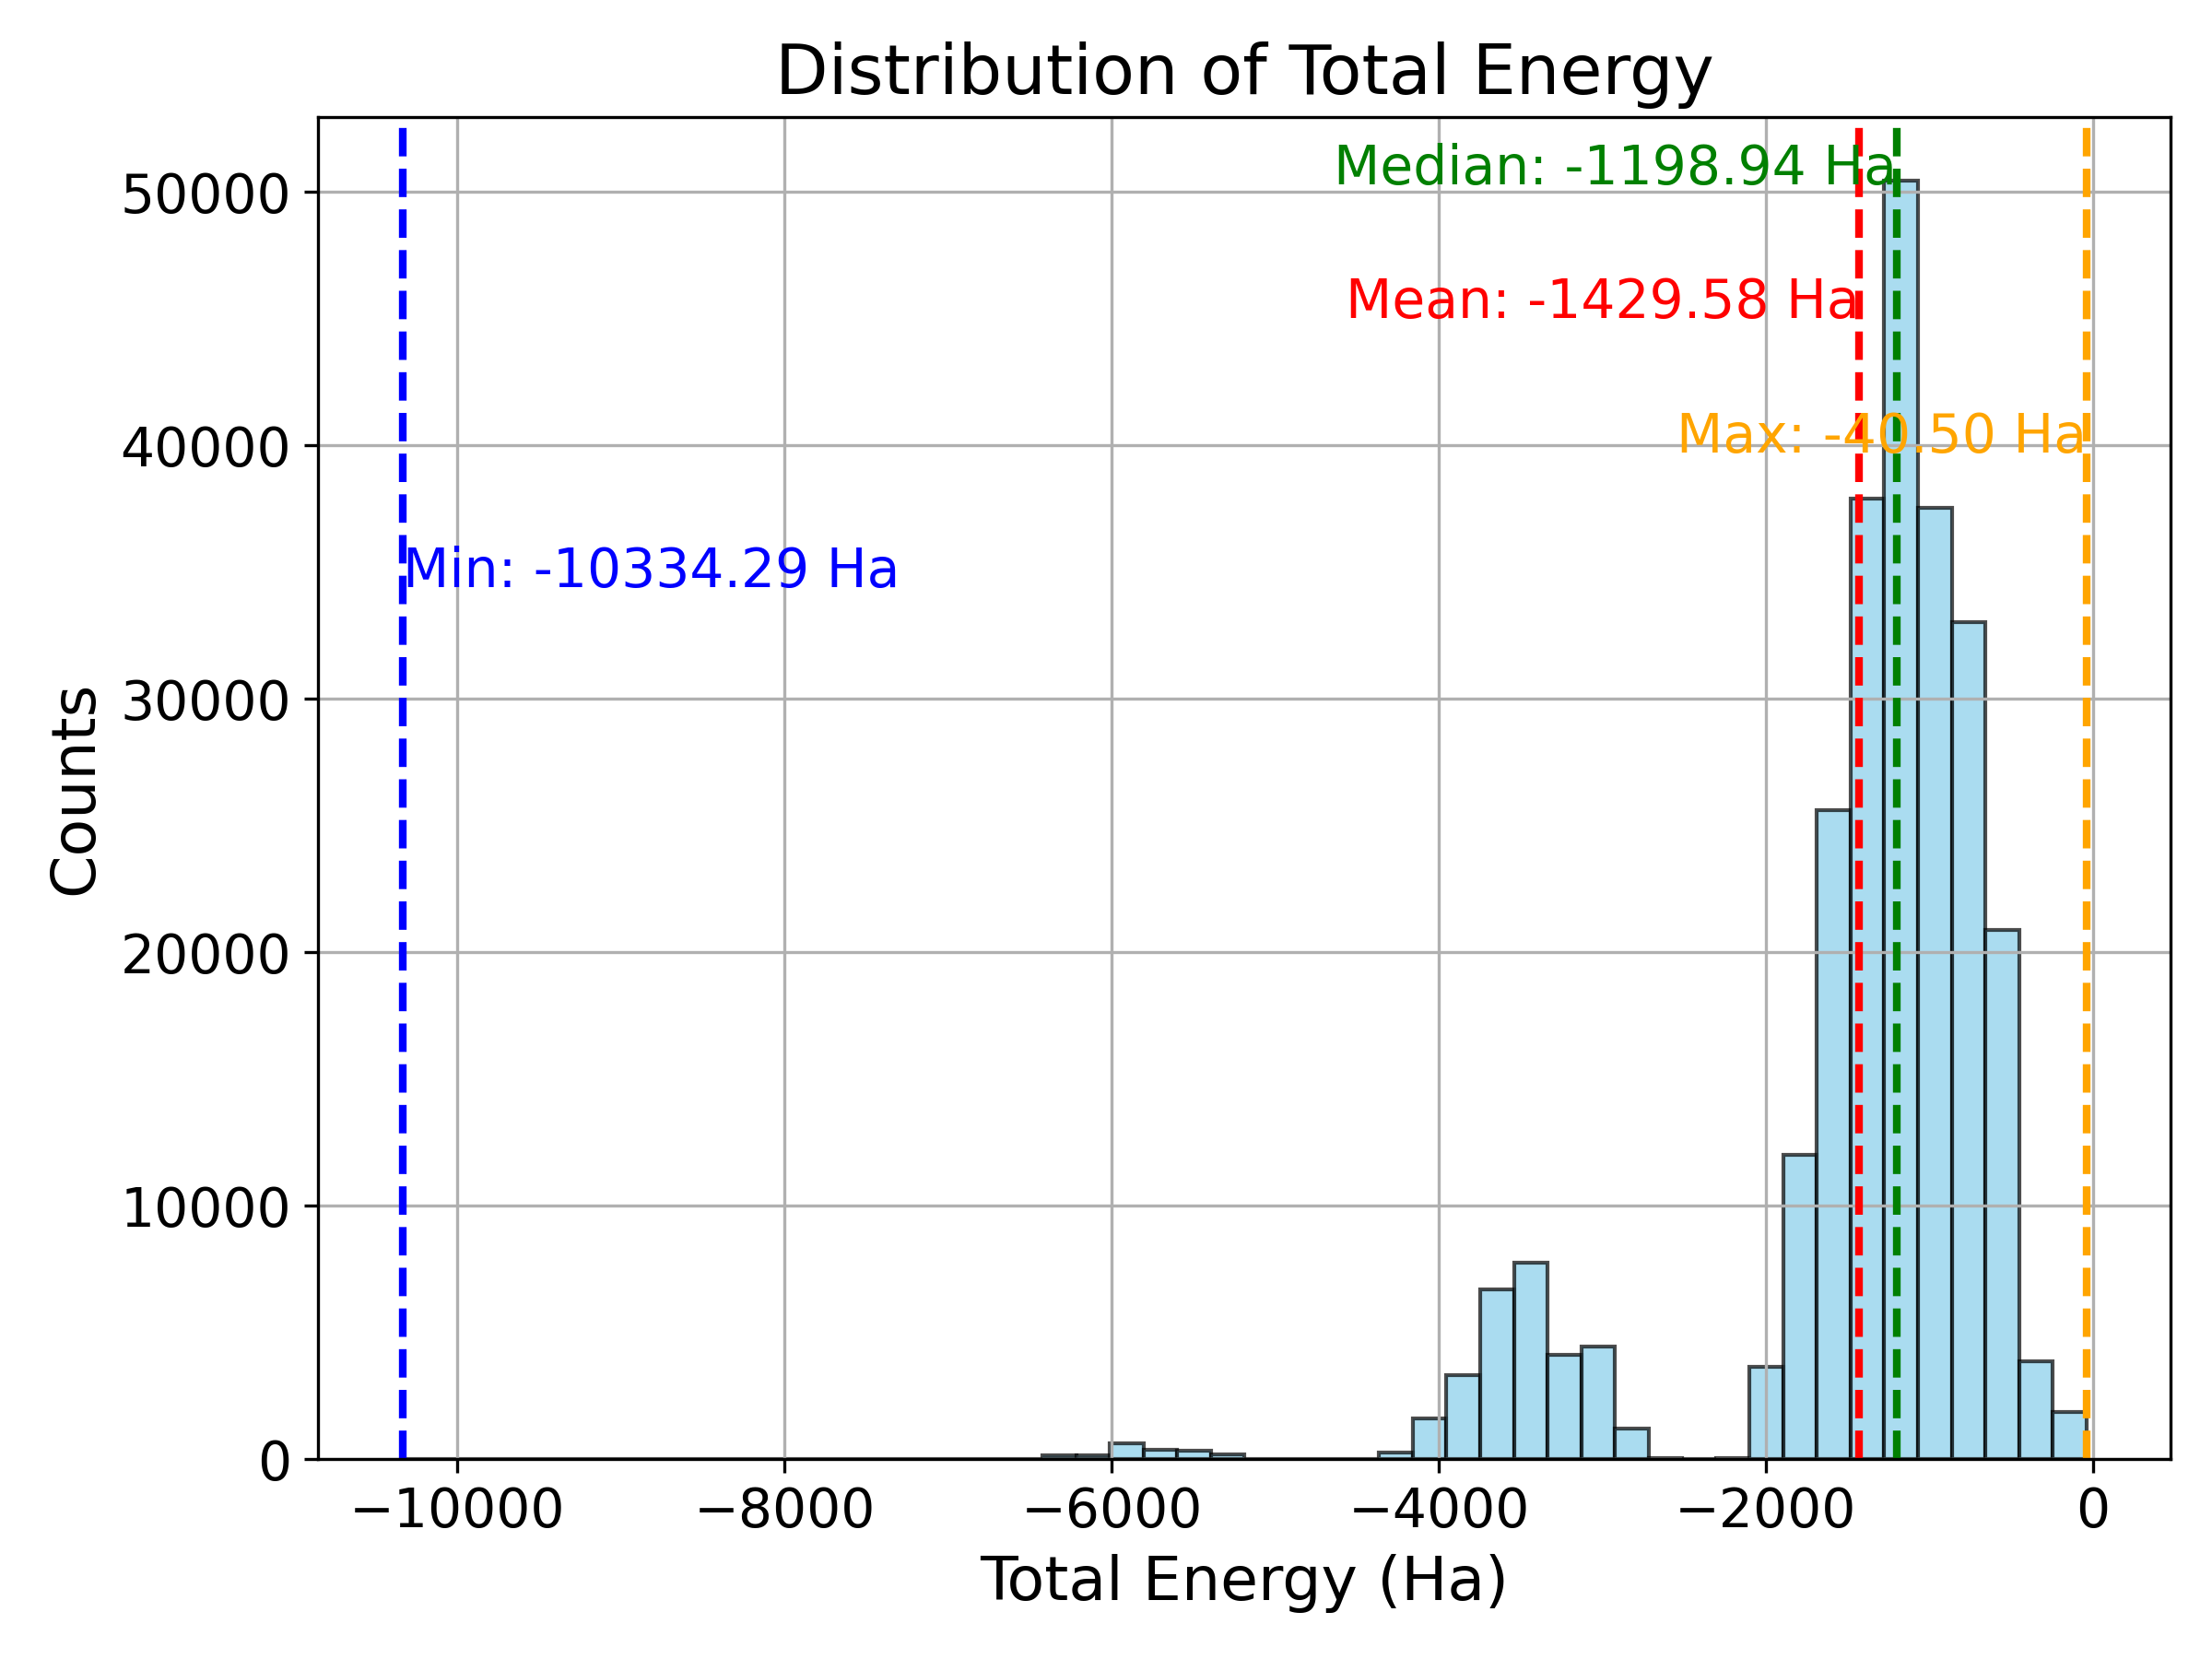 Distribution of Total Energy
Median: -1198.94 Ha
Mean: -1429.58 Ha
Max: -40.50 Ha
Min: -10334.29 Ha
Counts
50000
40000
30000
20000
10000
0
−10000
−8000
−6000
−4000
−2000
0
Total Energy (Ha)